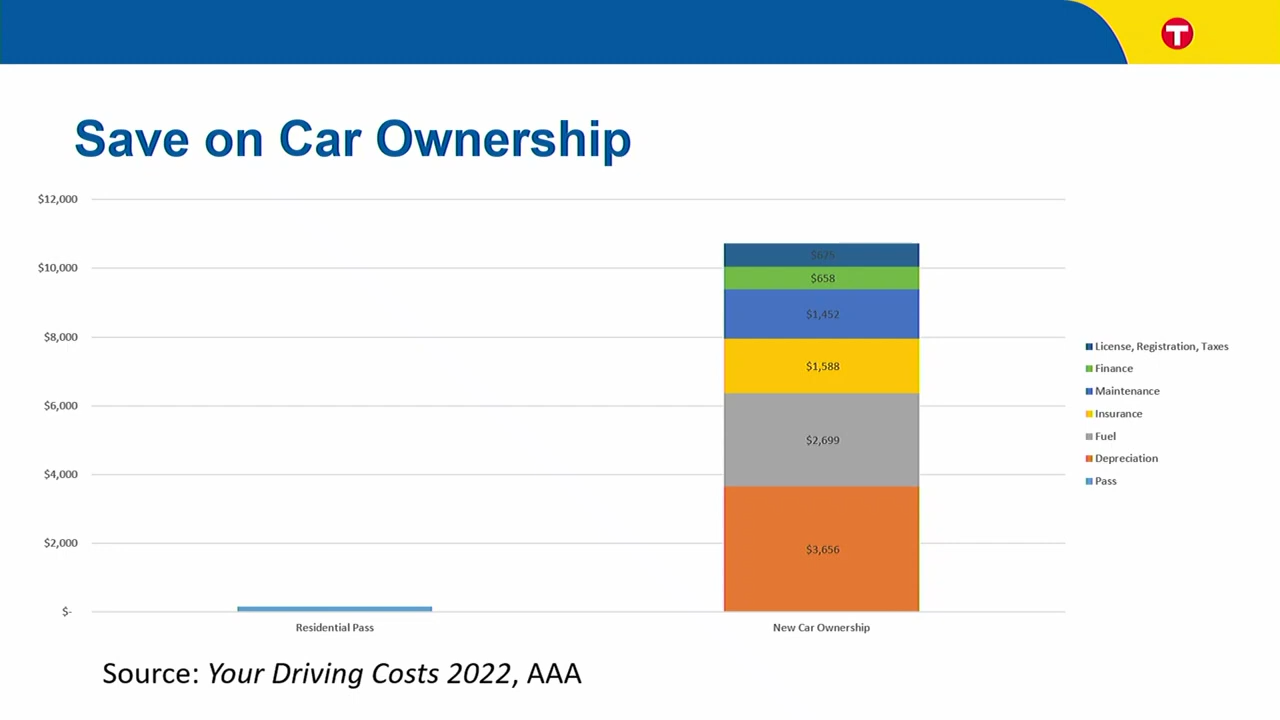 T
Save on Car Ownership
$12,000
$10,000
$8,000
$6,000
$4,000
$2,000
$-
$675
$658
$1,452
$1,588
$2,699
$3,656
Residential Pass
New Car Ownership
License, Registration, Taxes
Finance
Maintenance
Insurance
Fuel
Depreciation
Pass
Source: Your Driving Costs 2022, AAA